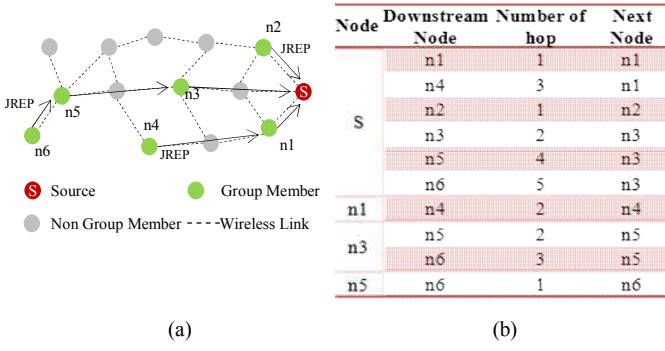 n2
JREP
S
n3
JREP
n5
n4
n1
n6
JREP
S Source
Group Member
Non Group Member
Wireless Link
(a)
Node Downstream Node Number of hop Next Node
S n1 1 n1
n4 3 n1
n2 1 n2
n3 2 n3
n5 4 n3
n6 5 n3
n1 n4 2 n4
n3 n5 2 n5
n6 3 n5
n5 n6 1 n6
(b)